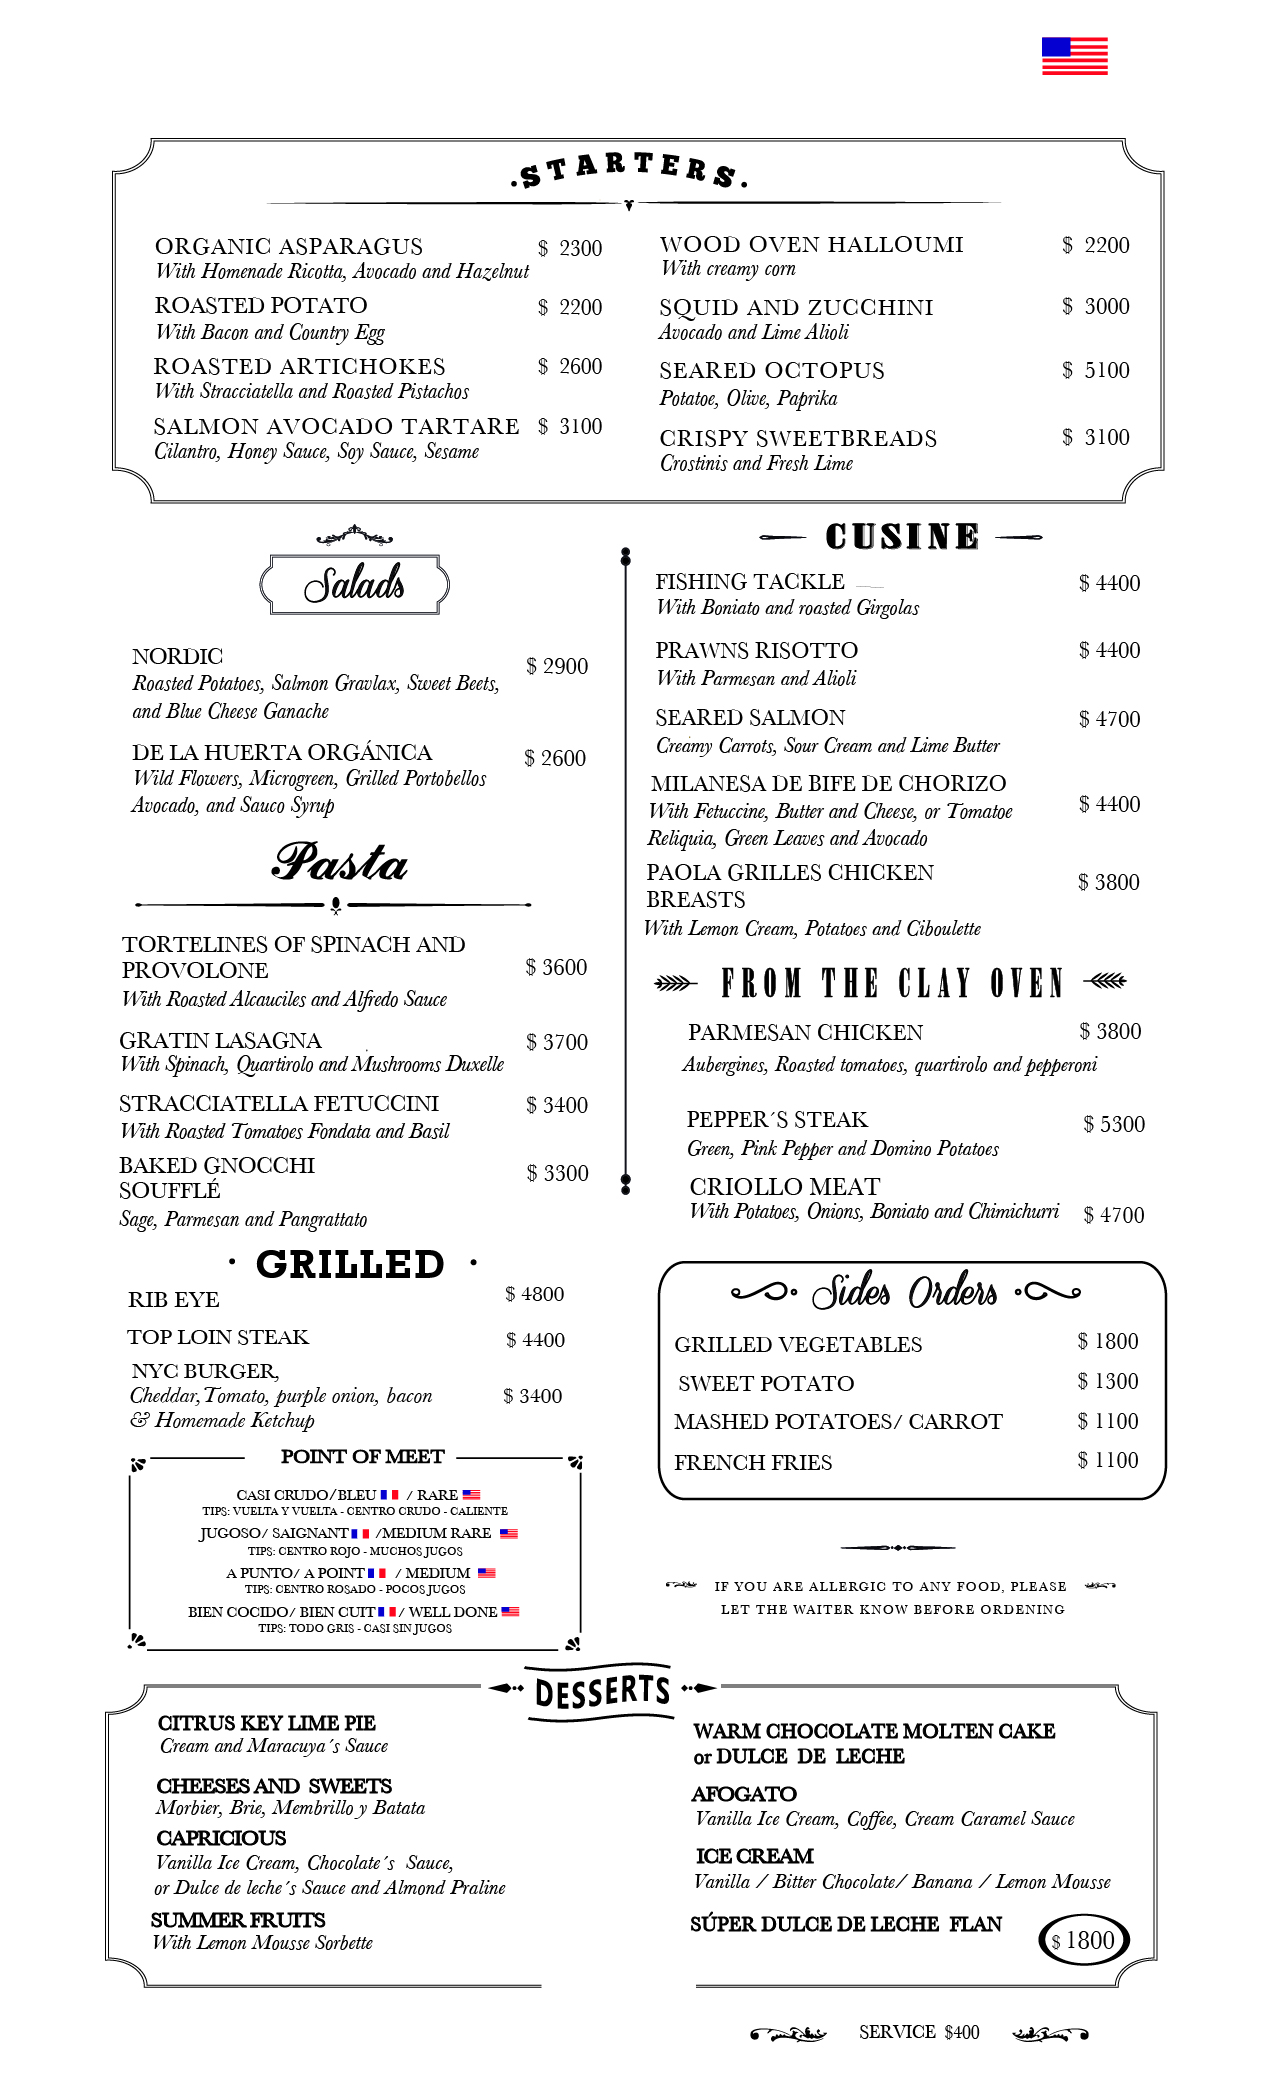 .STARTERS.
ORGANIC ASPARAGUS $ 2300
With Homenade Ricotta, Avocado and Hazelnut
ROASTED POTATO $ 2200
With Bacon and Country Egg
ROASTED ARTICHOKES $ 2600
With Stracciatella and Roasted Pistachos
SALMON AVOCADO TARTARE $ 3100
Cilantro, Honey Sauce, Soy Sauce, Sesame
WOOD OVEN HALLOUMI $ 2200
With creamy corn
SQUID AND ZUCCHINI $ 3000
Avocado and Lime Alioli
SEARED OCTOPUS $ 5100
Potatoe, Olive, Paprika
CRISPY SWEETBREADS $ 3100
Crostinis and Fresh Lime
Salads
NORDIC $ 2900
Roasted Potatoes, Salmon Gravlax, Sweet Beets,
and Blue Cheese Ganache
DE LA HUERTA ORGÁNICA $ 2600
Wild Flowers, Microgreen, Grilled Portobellos
Avocado, and Sauco Syrup
Pasta
TORTELINES OF SPINACH AND
PROVOLONE $ 3600
With Roasted Alcauciles and Alfredo Sauce
GRATIN LASAGNA $ 3700
With Spinach, Quartirolo and Mushrooms Duxelle
STRACCIATELLA FETUCCINI $ 3400
With Roasted Tomatoes Fondata and Basil
BAKED GNOCCHI
SOUFFLÉ $ 3300
Sage, Parmesan and Pangrattato
· GRILLED ·
RIB EYE $ 4800
TOP LOIN STEAK $ 4400
NYC BURGER,
Cheddar,Tomato, purple onion, bacon $ 3400
& Homemade Ketchup
POINT OF MEET
CASI CRUDO/BLEU / RARE
TIPS: VUELTA Y VUELTA - CENTRO CRUDO - CALIENTE
JUGOSO/ SAIGNANT /MEDIUM RARE
TIPS: CENTRO ROJO - MUCHOS JUGOS
A PUNTO/ A POINT / MEDIUM
TIPS: CENTRO ROSADO - POCOS JUGOS
BIEN COCIDO/ BIEN CUIT / WELL DONE
TIPS: TODO GRIS - CASI SIN JUGOS
CUSINE
FISHING TACKLE $ 4400
With Boniato and roasted Girgolas
PRAWNS RISOTTO $ 4400
With Parmesan and Alioli
SEARED SALMON $ 4700
Creamy Carrots, Sour Cream and Lime Butter
MILANESA DE BIFE DE CHORIZO
With Fetuccine, Butter and Cheese, or Tomatoe $ 4400
Reliquia, Green Leaves and Avocado
PAOLA GRILLES CHICKEN $ 3800
BREASTS
With Lemon Cream, Potatoes and Ciboulette
FROM THE CLAY OVEN
PARMESAN CHICKEN $ 3800
Aubergines, Roasted tomatoes, quartirolo and pepperoni
PEPPER´S STEAK $ 5300
Green, Pink Pepper and Domino Potatoes
CRIOLLO MEAT
With Potatoes, Onions, Boniato and Chimichurri $ 4700
Sides Orders
GRILLED VEGETABLES $ 1800
SWEET POTATO $ 1300
MASHED POTATOES/ CARROT $ 1100
FRENCH FRIES $ 1100
IF YOU ARE ALLERGIC TO ANY FOOD, PLEASE
LET THE WAITER KNOW BEFORE ORDENING
DESSERTS
CITRUS KEY LIME PIE
Cream and Maracuya´s Sauce
CHEESES AND SWEETS
Morbier, Brie, Membrillo y Batata
CAPRICIOUS
Vanilla Ice Cream, Chocolate´s Sauce,
or Dulce de leche´s Sauce and Almond Praline
SUMMER FRUITS
With Lemon Mousse Sorbette
WARM CHOCOLATE MOLTEN CAKE
or DULCE DE LECHE
AFOGATO
Vanilla Ice Cream, Coffee, Cream Caramel Sauce
ICE CREAM
Vanilla / Bitter Chocolate/ Banana / Lemon Mousse
SÚPER DULCE DE LECHE FLAN
$ 1800
SERVICE $400